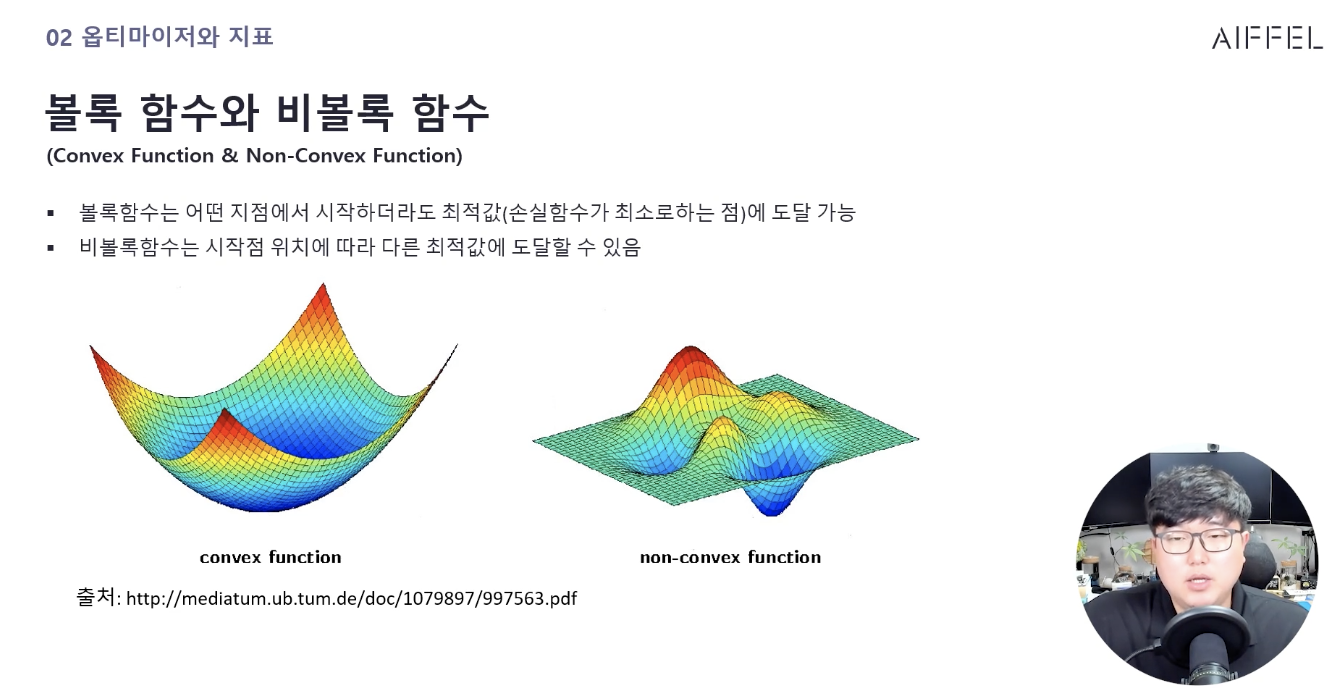 02 옵티마이저와 지표
AIFFEL
볼록 함수와 비볼록 함수
(Convex Function & Non-Convex Function)
▪ 볼록함수는 어떤 지점에서 시작하더라도 최적값(손실함수가 최소로하는 점)에 도달 가능
▪ 비볼록함수는 시작점 위치에 따라 다른 최적값에 도달할 수 있음
convex function
non-convex function
출처: http://mediatum.ub.tum.de/doc/1079897/997563.pdf